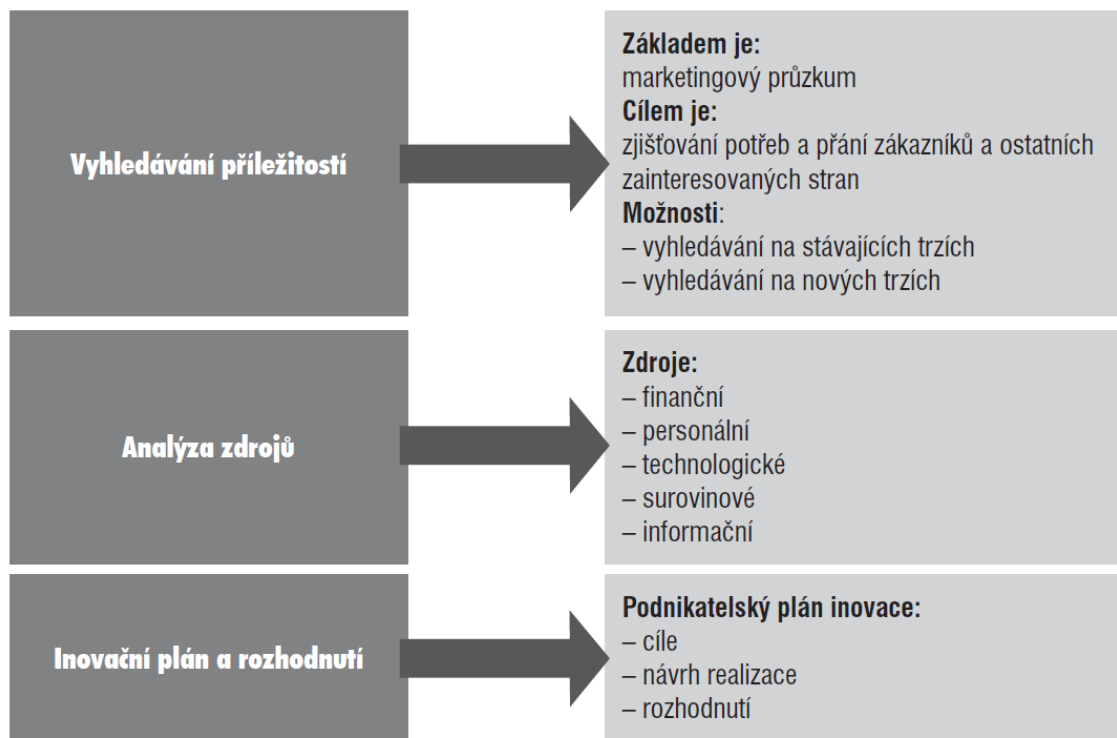 Vyhledávání příležitostí
Základem je:
marketingový průzkum
Cílem je:
zjišťování potřeb a přání zákazníků a ostatních
zainteresovaných stran
Možnosti:
– vyhledávání na stávajících trzích
– vyhledávání na nových trzích
Analýza zdrojů
Zdroje:
– finanční
– personální
– technologické
– surovinové
– informační
Inovační plán a rozhodnutí
Podnikatelský plán inovace:
– cíle
– návrh realizace
– rozhodnutí